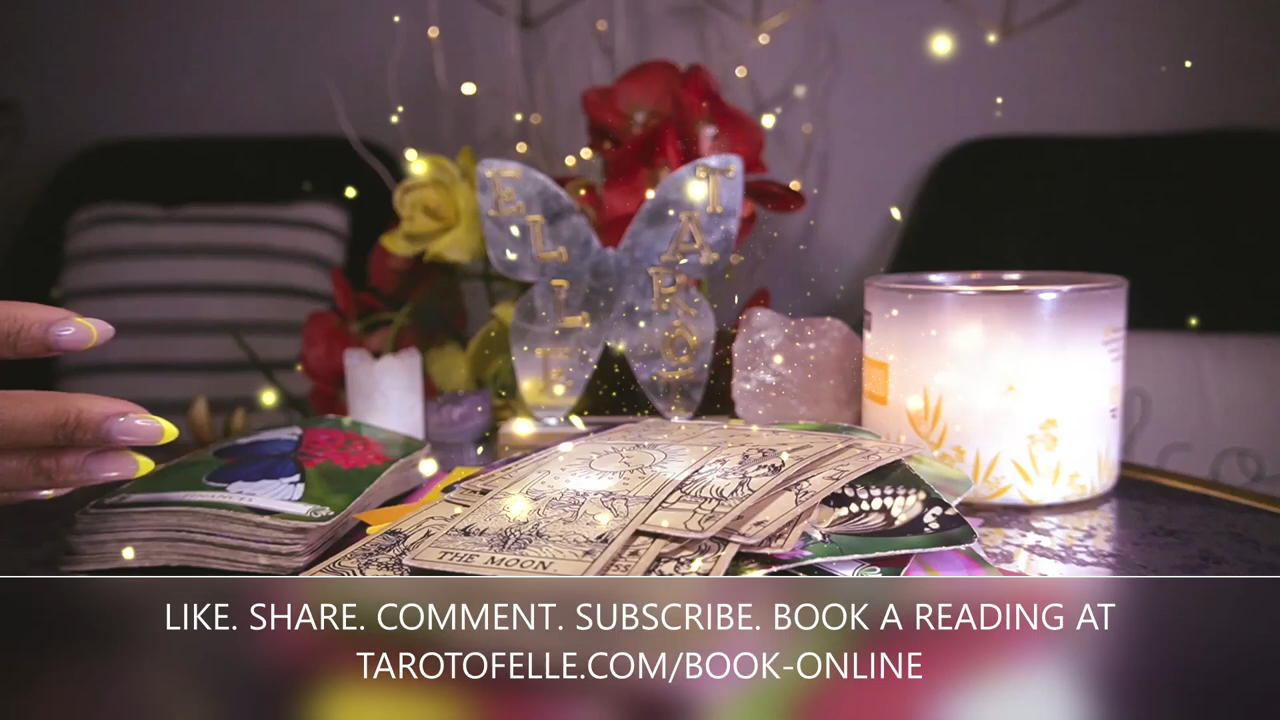 ELLE
TAROT
THE MOON
LIKE. SHARE. COMMENT. SUBSCRIBE. BOOK A READING AT
TAROTOFELLE.COM/BOOK-ONLINE